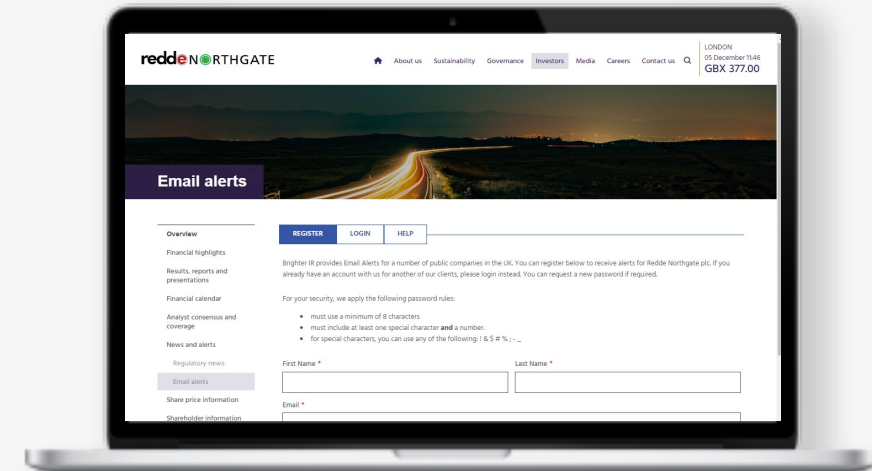 redde NORTHGATE
About us Sustainability Governance Investors Media Careers Contact us
LONDON
05 December 11:46
GBX 377.00
Email alerts
Overview
Financial highlights
Results, reports and
presentations
Financial calendar
Analyst consensus and
coverage
News and alerts
Regulatory news
Email alerts
Share price information
Shareholder information
REGISTER LOGIN HELP
Brighter IR provides Email Alerts for a number of public companies in the UK. You can register below to receive alerts for Redde Northgate plc. If you
already have an account with us for another of our clients, please login instead. You can request a new password if required.
For your security, we apply the following password rules:
• must use a minimum of 8 characters
• must include at least one special character and a number.
• for special characters, you can use any of the following: ! & $ # % ; - _
First Name * Last Name *
Email *